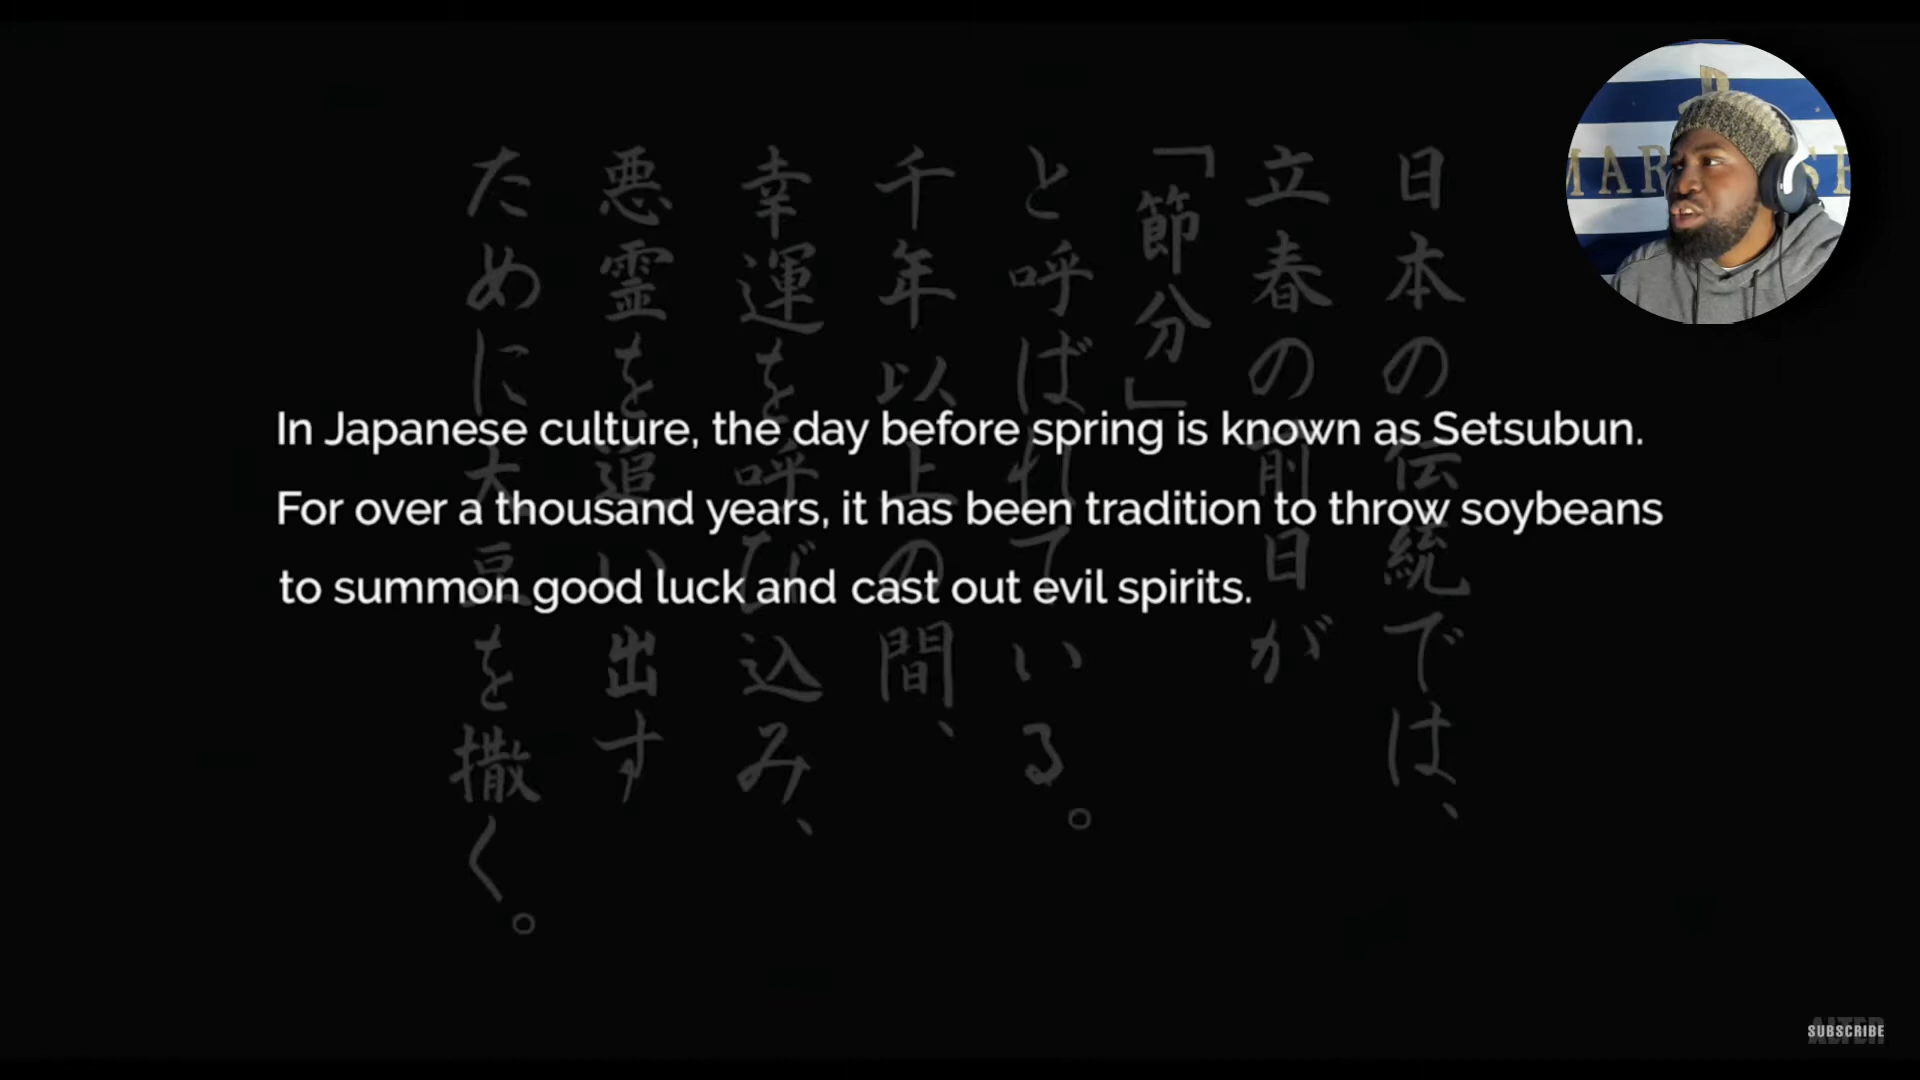 In Japanese culture, the day before spring is known as Setsubun.
For over a thousand years, it has been tradition to throw soybeans
to summon good luck and cast out evil spirits.
日本の伝統では、
立春の前日が
「節分」
と呼ばれている。
千年以上の間、
幸運を呼び込み、
悪霊を追い出す
ために大豆を撒く。
SUBSCRIBE
ALTER